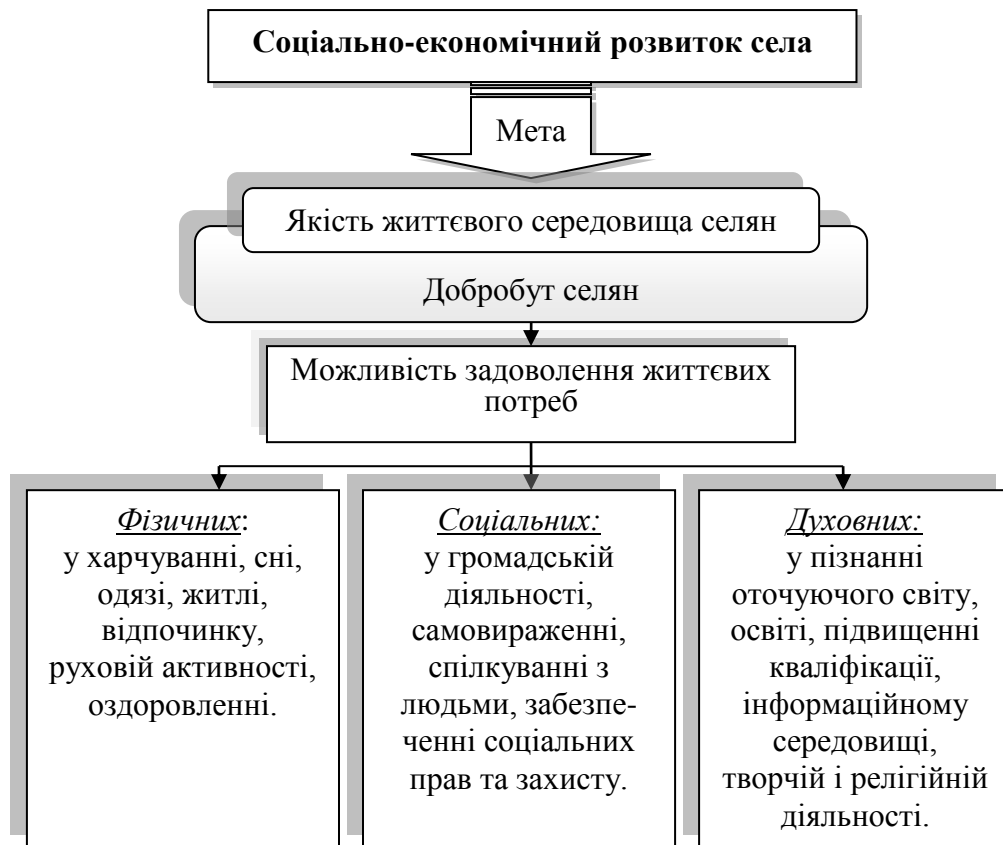 Соціально-економічний розвиток села
Мета
Якість життєвого середовища селян
Добробут селян
Можливість задоволення життєвих
потреб
Фізичних:
у харчуванні, сні,
одязі, житлі,
відпочинку,
руховій активності,
оздоровленні.
Соціальних:
у громадській
діяльності,
самовираженні,
спілкуванні з
людьми, забезпе-
ченні соціальних
прав та захисту.
Духовних:
у пізнанні
оточуючого світу,
освіті, підвищенні
кваліфікації,
інформаційному
середовищі,
творчій і релігійній
діяльності.